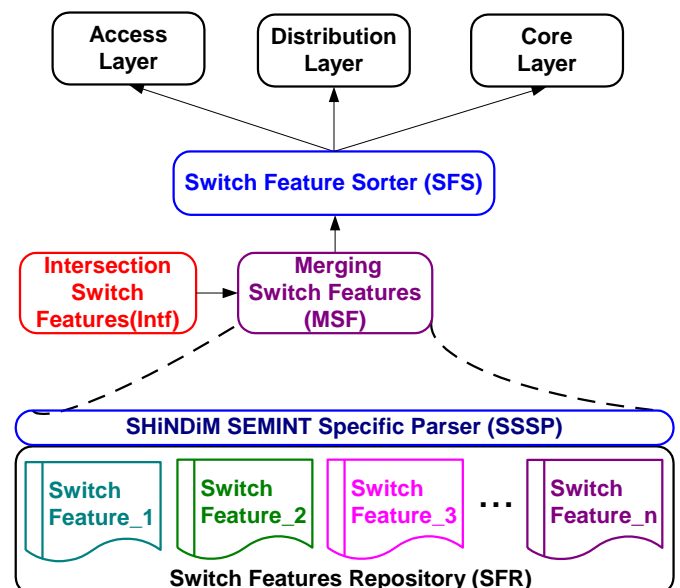 Access
Layer
Distribution
Layer
Core
Layer
Switch Feature Sorter (SFS)
Intersection
Switch
Features(Intf)
Merging
Switch Features
(MSF)
SHiNDiM SEMINT Specific Parser (SSSP)
Switch
Feature_1
Switch
Feature_2
Switch
Feature_3
...
Switch
Feature_n
Switch Features Repository (SFR)